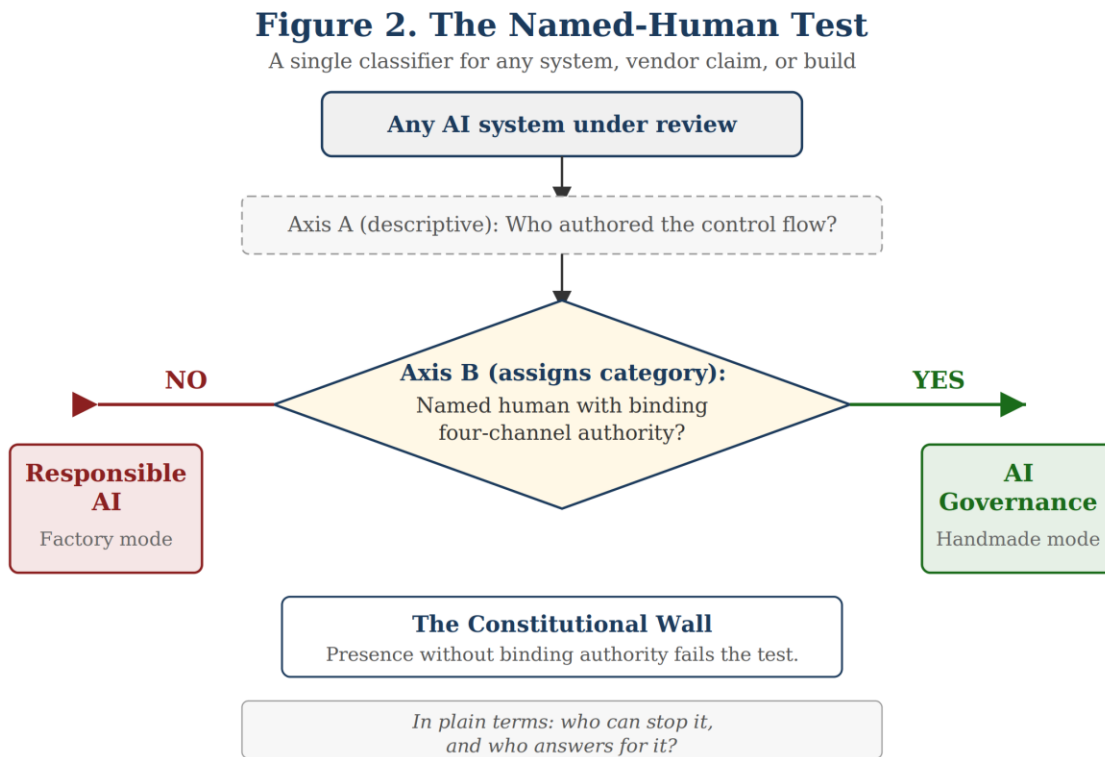 Figure 2. The Named-Human Test
A single classifier for any system, vendor claim, or build
Any AI system under review
Axis A (descriptive): Who authored the control flow?
Axis B (assigns category):
Named human with binding
four-channel authority?
NO
YES
Responsible
AI
Factory mode
AI
Governance
Handmade mode
The Constitutional Wall
Presence without binding authority fails the test.
In plain terms: who can stop it,
and who answers for it?